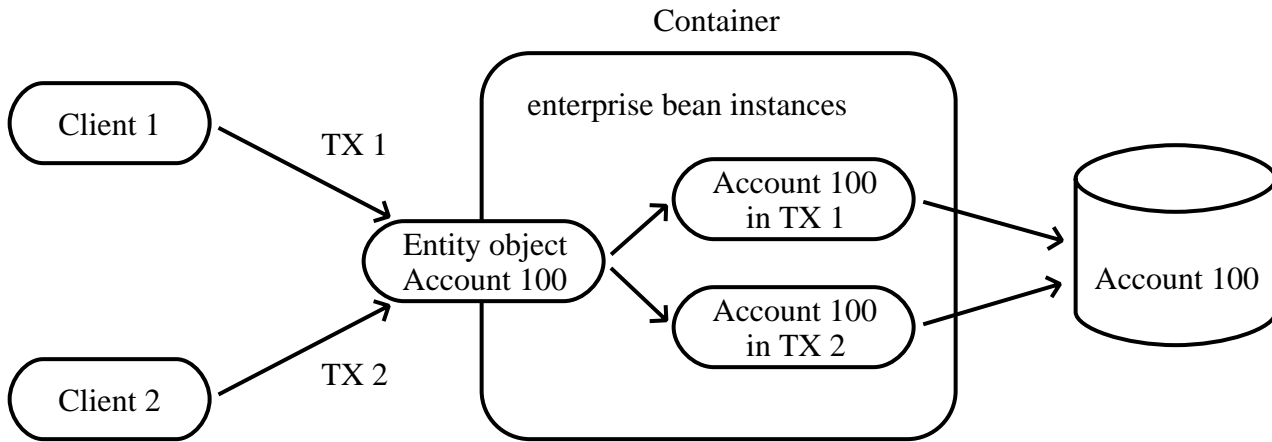 Container
enterprise bean instances
Client 1
TX 1
Account 100
in TX 1
Entity object
Account 100
Account 100
Account 100
in TX 2
TX 2
Client 2